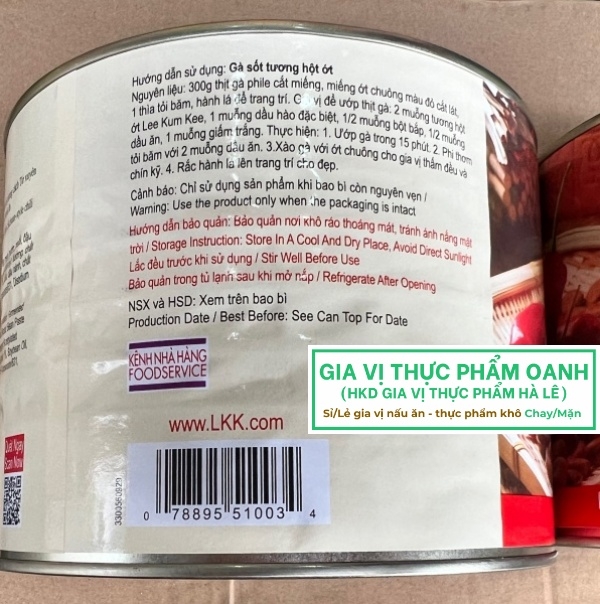 Hướng dẫn sử dụng: Gà sốt tương hột ớt
Nguyên liệu: 300g thịt gà phile cắt miếng, miếng ớt chuông màu đỏ cắt lát,
1 thìa tỏi băm, hành lá để trang trí. Gia vị để ướp thịt gà: 2 muỗng tương hột
ớt Lee Kum Kee, 1 muỗng dầu hào đặc biệt, 1/2 muỗng bột bắp, 1/2 muỗng
dầu ăn, 1 muỗng giấm trắng. Thực hiện: 1. Ướp gà trong 15 phút. 2. Phi thơm
tỏi băm với 2 muỗng dầu ăn. 3.Xào gà với ớt chuông cho gia vị thấm đều và
chín kỹ. 4. Rắc hành lá lên trang trí cho đẹp.
Cảnh báo: Chỉ sử dụng sản phẩm khi bao bì còn nguyên vẹn /
Warning: Use the product only when the packaging is intact
Hướng dẫn bảo quản: Bảo quản nơi khô ráo thoáng mát, tránh ánh nắng mặt
trời / Storage Instruction: Store In A Cool And Dry Place, Avoid Direct Sunlight
Lắc đều trước khi sử dụng / Stir Well Before Use
Bảo quản trong tủ lạnh sau khi mở nắp / Refrigerate After Opening
NSX và HSD: Xem trên bao bì
Production Date / Best Before: See Can Top For Date
KÊNH NHÀ HÀNG
FOODSERVICE
GIA VỊ THỰC PHẨM OANH
(HKD GIA VỊ THỰC PHẨM HÀ LÊ)
Sỉ/Lẻ gia vị nấu ăn - thực phẩm khô Chay/Mặn
www.LKK.com
Quét Ngay
Scan Now
0 78895 51003 4